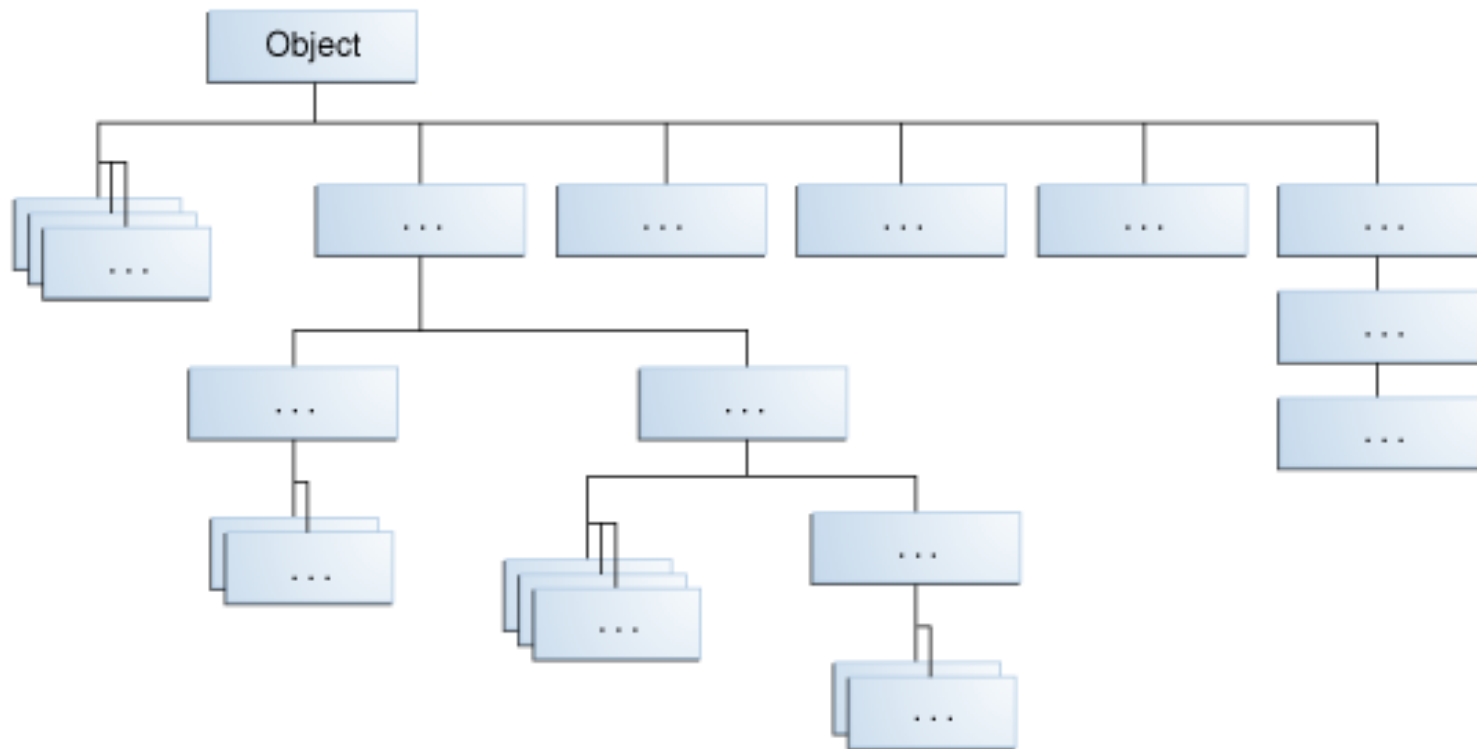 Object
. . .
. . .
. . .
. . .
. . .
. . .
. . .
. . .
. . .
. . .
. . .
. . .
. . .
. . .